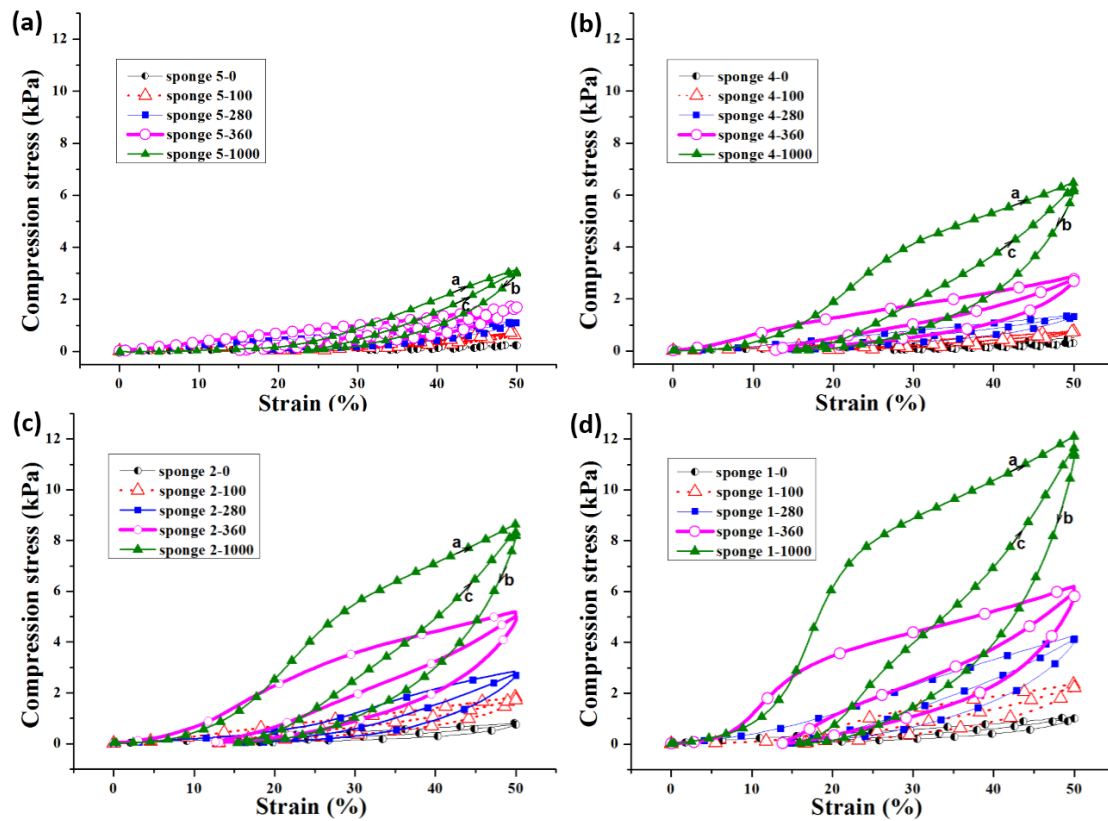 (a)
12
10
8
6
4
2
0
Compression stress (kPa)
sponge 5-0
sponge 5-100
sponge 5-280
sponge 5-360
sponge 5-1000
a
c
b
0 10 20 30 40 50
Strain (%)
(b)
12
10
8
6
4
2
0
Compression stress (kPa)
sponge 4-0
sponge 4-100
sponge 4-280
sponge 4-360
sponge 4-1000
a
b
c
0 10 20 30 40 50
Strain (%)
(c)
12
10
8
6
4
2
0
Compression stress (kPa)
sponge 2-0
sponge 2-100
sponge 2-280
sponge 2-360
sponge 2-1000
a
b
c
0 10 20 30 40 50
Strain (%)
(d)
12
10
8
6
4
2
0
Compression stress (kPa)
sponge 1-0
sponge 1-100
sponge 1-280
sponge 1-360
sponge 1-1000
a
b
c
0 10 20 30 40 50
Strain (%)